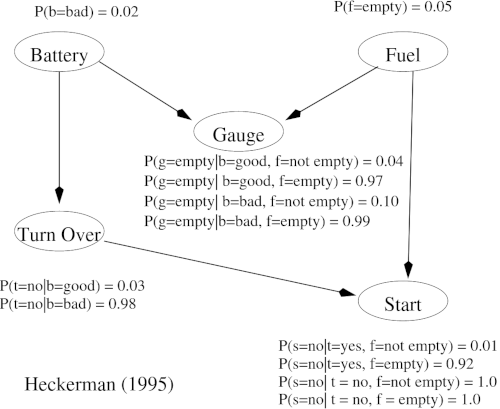 P(b=bad) = 0.02
P(f=empty) = 0.05
Battery
Fuel
Gauge
P(g=empty|b=good, f=not empty) = 0.04
P(g=empty| b=good, f=empty) = 0.97
P(g=empty| b=bad, f=not empty) = 0.10
P(g=empty|b=bad, f=empty) = 0.99
Turn Over
P(t=no|b=good) = 0.03
P(t=no|b=bad) = 0.98
Start
P(s=no|t=yes, f=not empty) = 0.01
P(s=no|t=yes, f=empty) = 0.92
P(s=no| t = no, f=not empty) = 1.0
P(s=no| t = no, f = empty) = 1.0
Heckerman (1995)